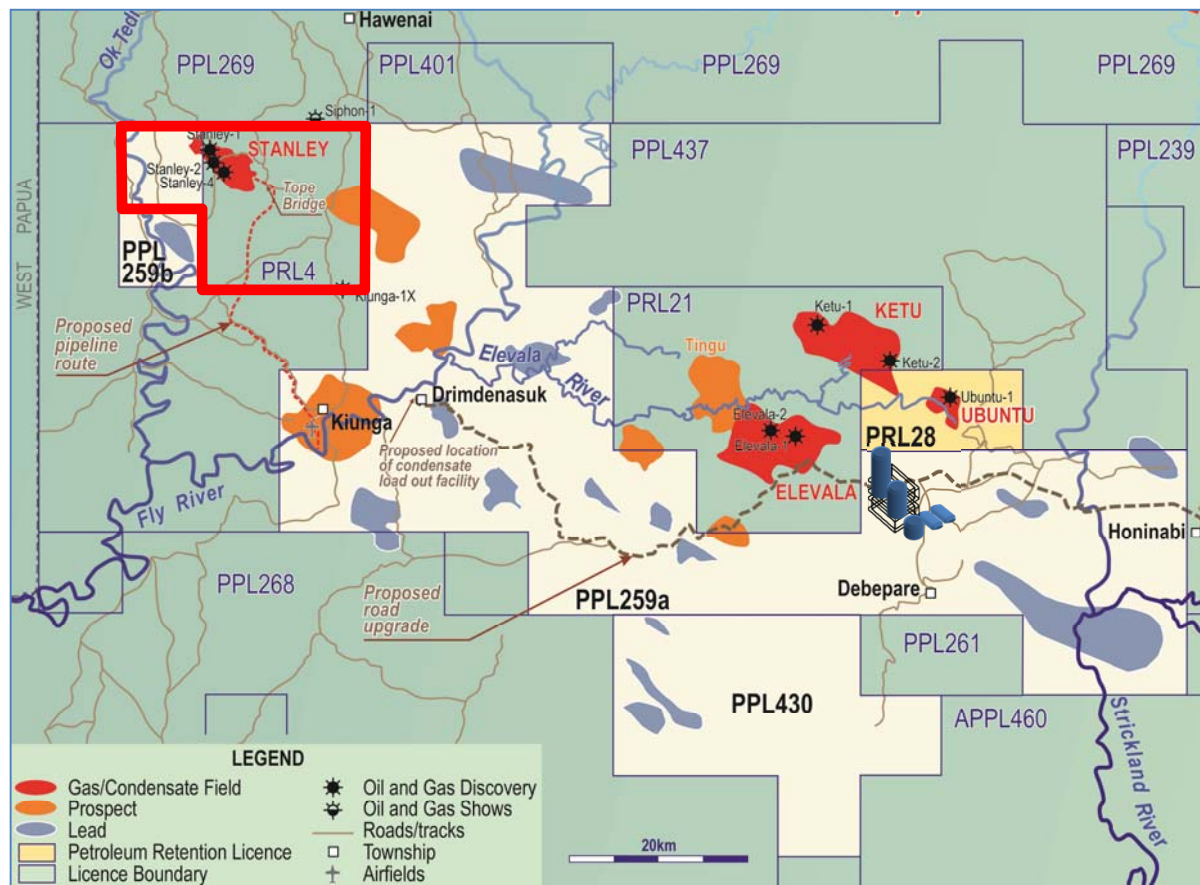 Hawenai
Ok Tedi
PPL269
PPL401
PPL269
PPL269
Siphon-1
Stanley-1
STANLEY
PPL437
PPL239
Stanley-2
Stanley-4
Tope
Bridge
WEST PAPUA
PPL
259b
PRL4
Kiunga-1X
PRL21
Ketu-1
KETU
Proposed
pipeline
route
Elevala
River
Tingu
Ketu-2
Drimdenasuk
Ubuntu-1
UBUNTU
Kiunga
Elevala-2
Elevala-1
PRL28
Proposed location
of condensate
load out facility
ELEVALA
Fly River
Honinabi
PPL268
Proposed
road
upgrade
PPL259a
Debepare
PPL261
PPL430
APPL460
Strickland River
LEGEND
Gas/Condensate Field
Prospect
Lead
Petroleum Retention Licence
Licence Boundary
Oil and Gas Discovery
Oil and Gas Shows
Roads/tracks
Township
Airfields
20km